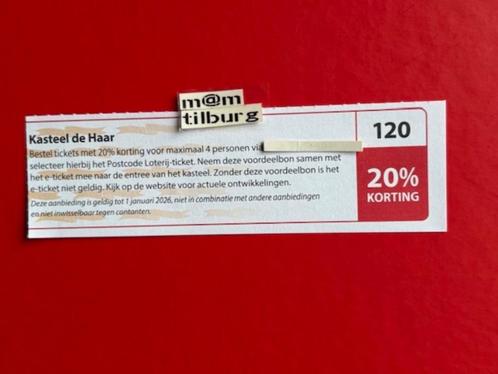 m@m
tilburg
Kasteel de Haar
Bestel tickets met 20% korting voor maximaal 4 personen via
selecteer hierbij het Postcode Loterij-ticket. Neem deze voordeelbon samen met
het e-ticket mee naar de entree van het kasteel. Zonder deze voordeelbon is het
e-ticket niet geldig. Kijk op de website voor actuele ontwikkelingen.
Deze aanbieding is geldig tot 1 januari 2026, niet in combinatie met andere aanbiedingen
en niet inwisselbaar tegen contanten.
120
20%
KORTING